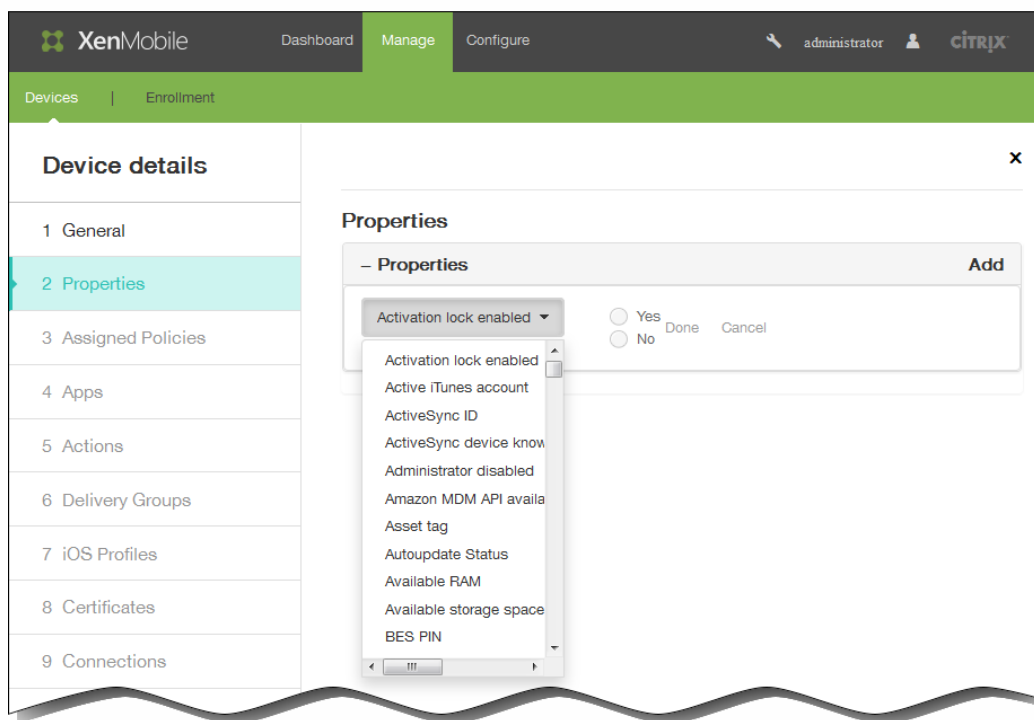 XenMobile Dashboard Manage Configure administrator CİTRIX
Devices | Enrollment
Device details
1 General
2 Properties
3 Assigned Policies
4 Apps
5 Actions
6 Delivery Groups
7 iOS Profiles
8 Certificates
9 Connections
×
Properties
– Properties Add
Activation lock enabled
Yes
No
Done Cancel
Activation lock enabled
Active iTunes account
ActiveSync ID
ActiveSync device know
Administrator disabled
Amazon MDM API availa
Asset tag
Autoupdate Status
Available RAM
Available storage space
BES PIN